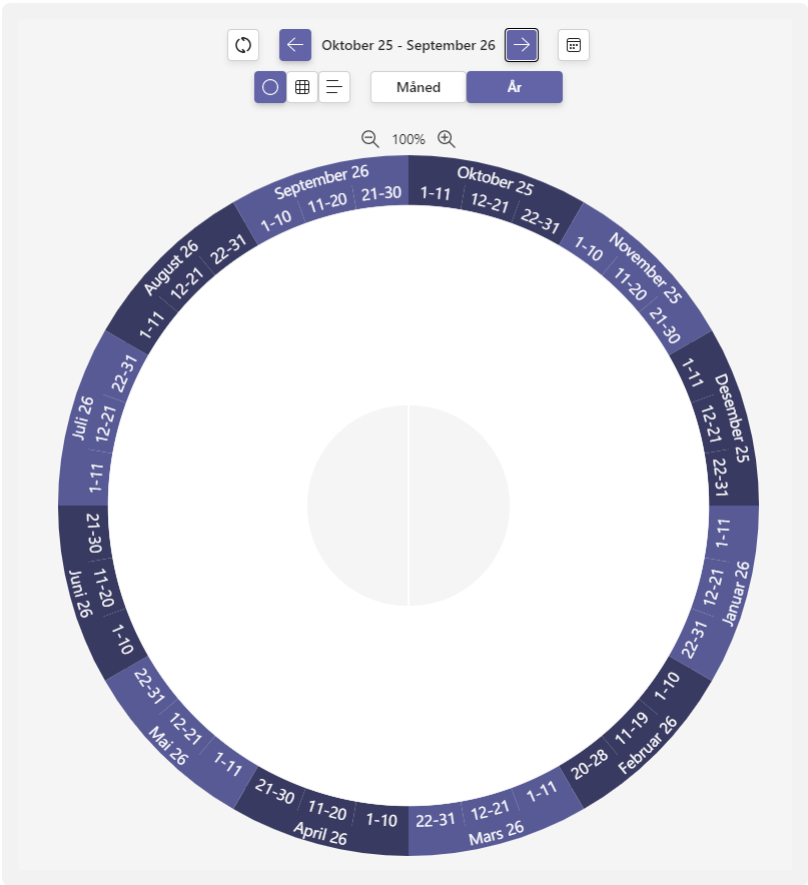 Oktober 25 - September 26
Måned
År
100%
Oktober 25
1-11
12-21
22-31
November 25
1-10
11-20
21-30
Desember 25
1-11
12-21
22-31
Januar 26
1-11
12-21
22-31
Februar 26
1-10
11-19
20-28
Mars 26
1-11
12-21
22-31
April 26
1-10
11-20
21-30
Mai 26
1-11
12-21
22-31
Juni 26
1-10
11-20
21-30
Juli 26
1-11
12-21
22-31
August 26
1-11
12-21
22-31
September 26
1-10
11-20
21-30